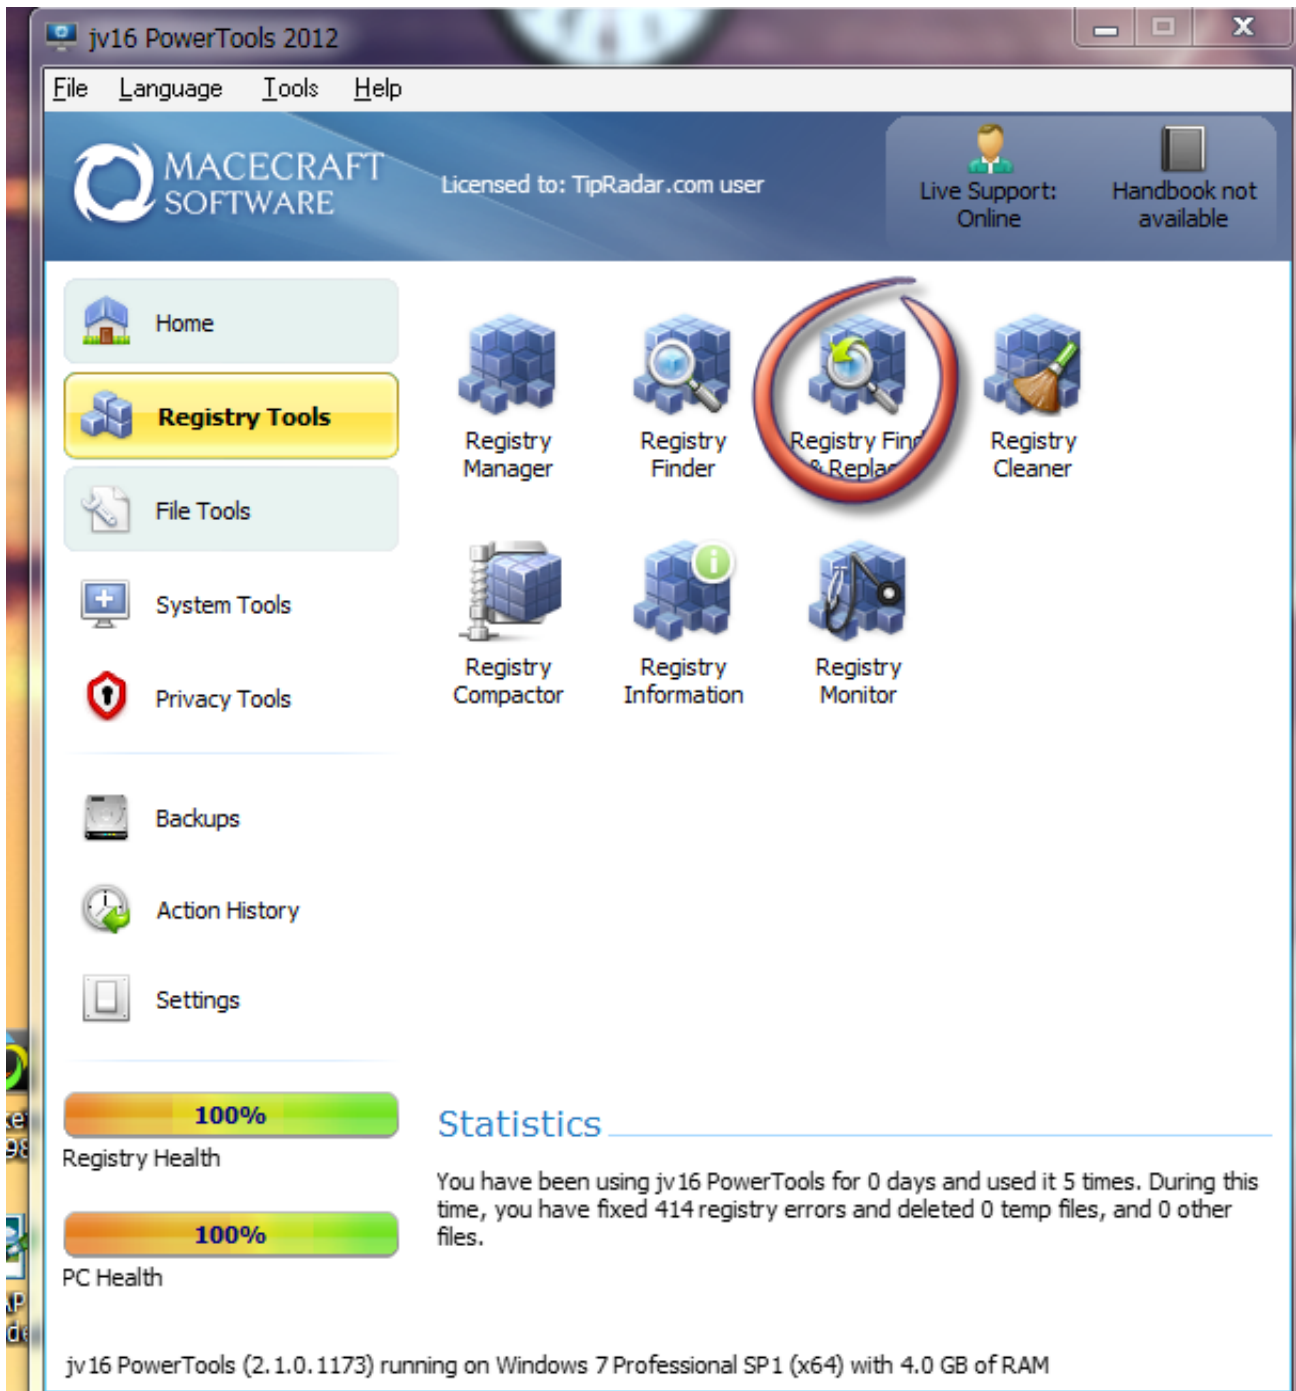 jv16 PowerTools 2012
File Language Tools Help
MACECRAFT
SOFTWARE
Licensed to: TipRadar.com user
Live Support:
Online
Handbook not
available
Home
Registry Tools
File Tools
System Tools
Privacy Tools
Backups
Action History
Settings
Registry
Manager
Registry
Finder
Registry Find
& Replace
Registry
Cleaner
Registry
Compactor
Registry
Information
Registry
Monitor
100%
Registry Health
100%
PC Health
Statistics
You have been using jv16 PowerTools for 0 days and used it 5 times. During this
time, you have fixed 414 registry errors and deleted 0 temp files, and 0 other
files.
jv16 PowerTools (2.1.0.1173) running on Windows 7 Professional SP1 (x64) with 4.0 GB of RAM